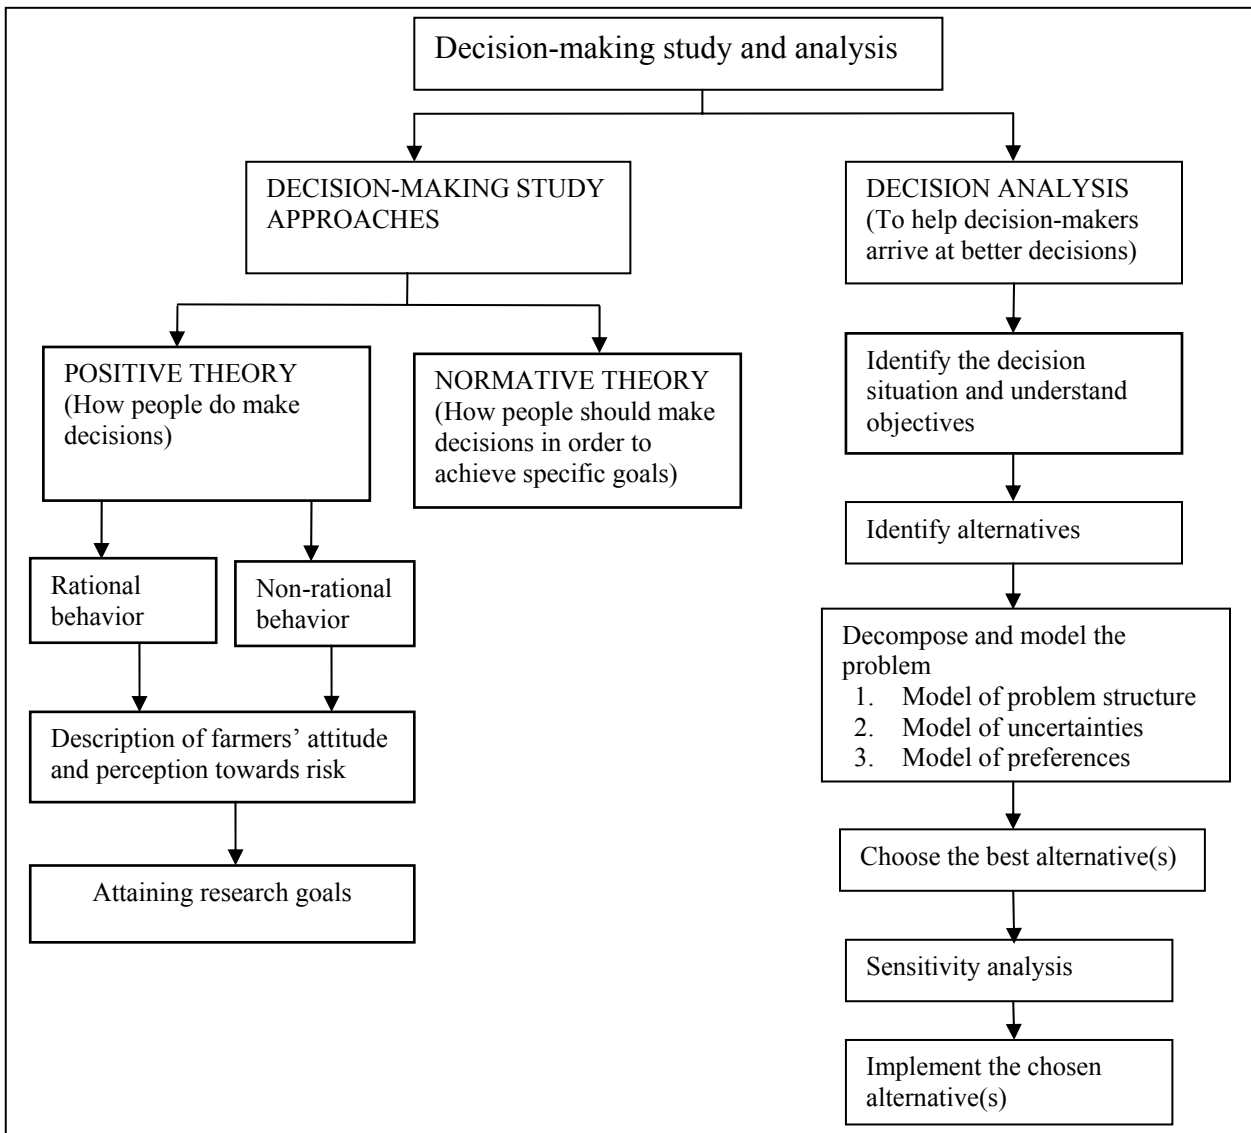 Decision-making study and analysis
DECISION-MAKING STUDY
APPROACHES
DECISION ANALYSIS
(To help decision-makers
arrive at better decisions)
POSITIVE THEORY
(How people do make
decisions)
NORMATIVE THEORY
(How people should make
decisions in order to
achieve specific goals)
Identify the decision
situation and understand
objectives
Rational
behavior
Non-rational
behavior
Identify alternatives
Description of farmers’ attitude
and perception towards risk
Decompose and model the
problem
1. Model of problem structure
2. Model of uncertainties
3. Model of preferences
Attaining research goals
Choose the best alternative(s)
Sensitivity analysis
Implement the chosen
alternative(s)